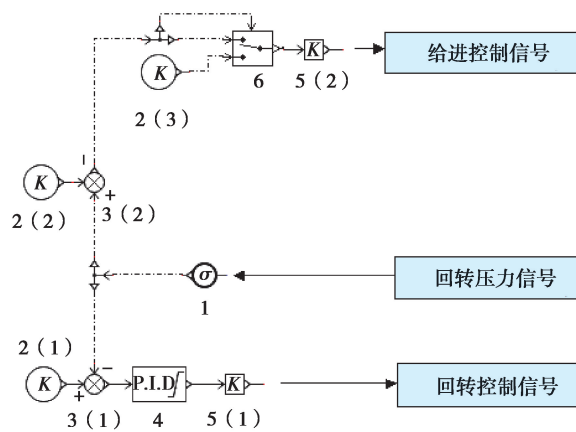 K
6
5（2）
给进控制信号
K
2（3）
-
K
+
2（2）
3（2）
σ
回转压力信号
1
2（1）
-
K
+
P.I.D
K
回转控制信号
3（1）
4
5（1）